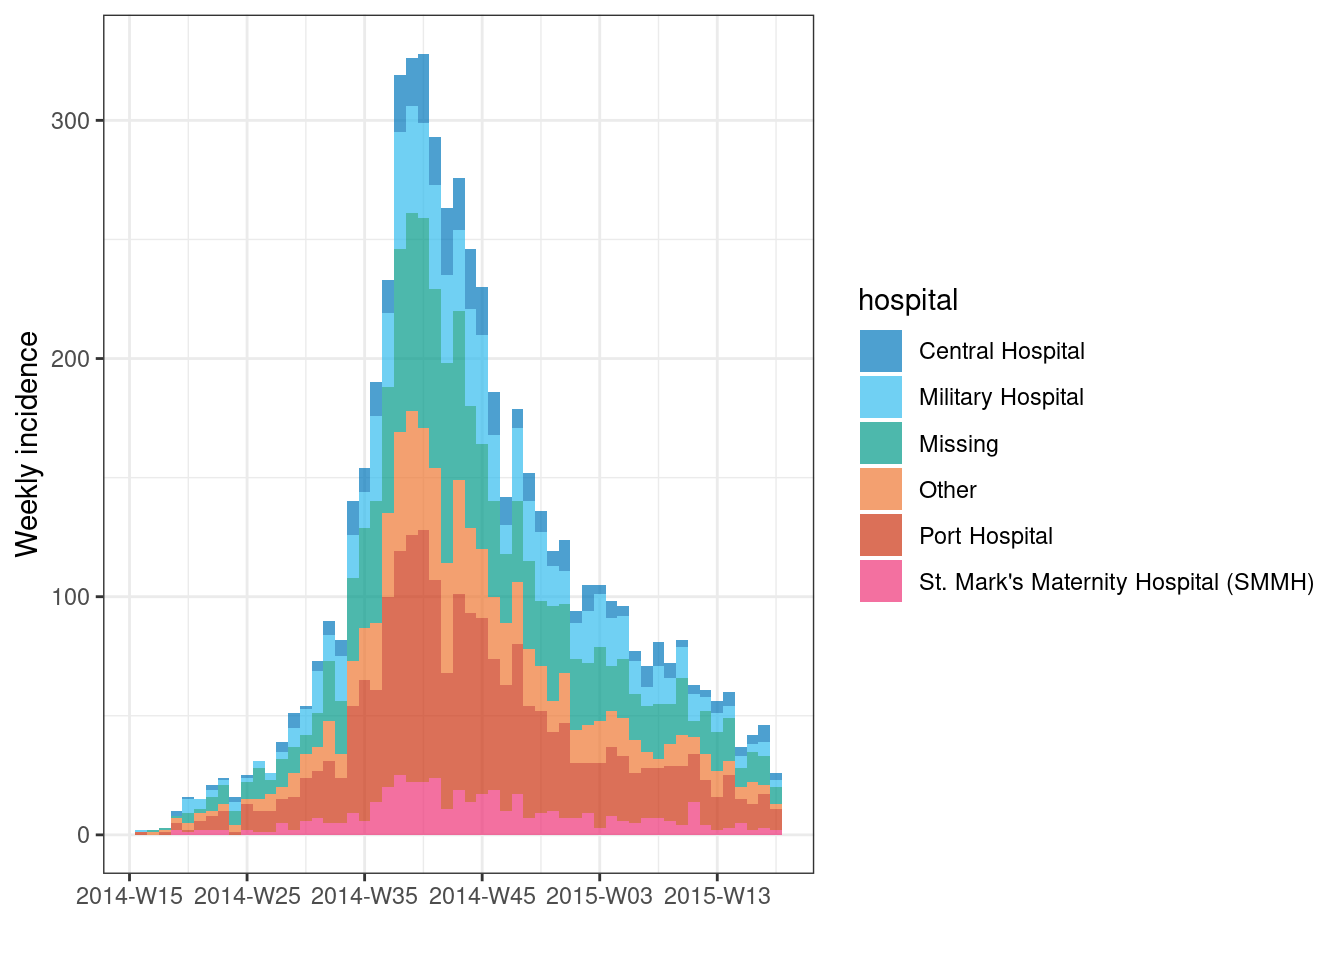 Weekly incidence
300
200
100
0
2014-W15 2014-W25 2014-W35 2014-W45 2015-W03 2015-W13
hospital
Central Hospital
Military Hospital
Missing
Other
Port Hospital
St. Mark's Maternity Hospital (SMMH)